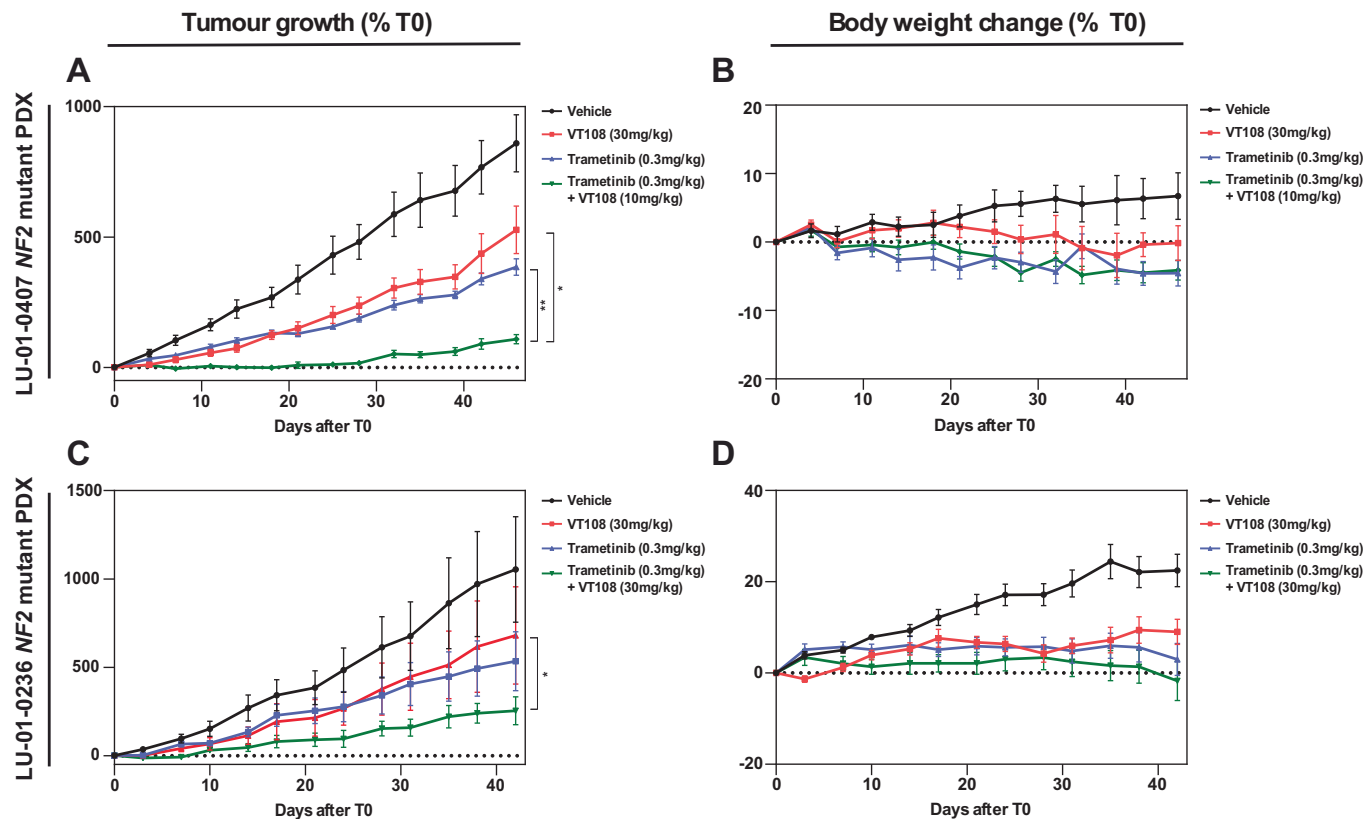 Tumour growth (% T0)
Body weight change (% T0)
LU-01-0407 NF2 mutant PDX
A
1000
500
0
0
10
20
30
40
Days after T0
Vehicle
VT108 (30mg/kg)
Trametinib (0.3mg/kg)
Trametinib (0.3mg/kg)
+ VT108 (10mg/kg)
**
*
B
20
10
0
-10
-20
0
10
20
30
40
Days after T0
Vehicle
VT108 (30mg/kg)
Trametinib (0.3mg/kg)
Trametinib (0.3mg/kg)
+ VT108 (10mg/kg)
LU-01-0236 NF2 mutant PDX
C
1500
1000
500
0
0
10
20
30
40
Days after T0
Vehicle
VT108 (30mg/kg)
Trametinib (0.3mg/kg)
Trametinib (0.3mg/kg)
+ VT108 (30mg/kg)
*
D
40
20
0
-20
0
10
20
30
40
Days after T0
Vehicle
VT108 (30mg/kg)
Trametinib (0.3mg/kg)
Trametinib (0.3mg/kg)
+ VT108 (30mg/kg)